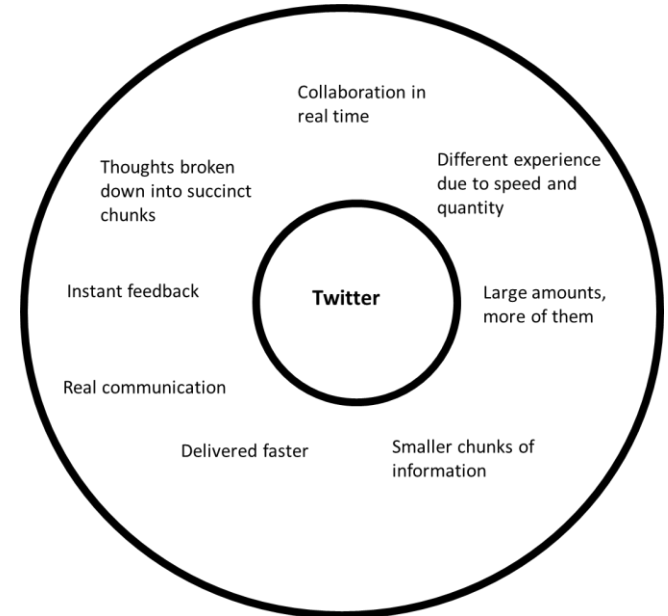 Collaboration in
real time
Different experience
due to speed and
quantity
Thoughts broken
down into succinct
chunks
Instant feedback
Twitter
Large amounts,
more of them
Real communication
Delivered faster
Smaller chunks of
information